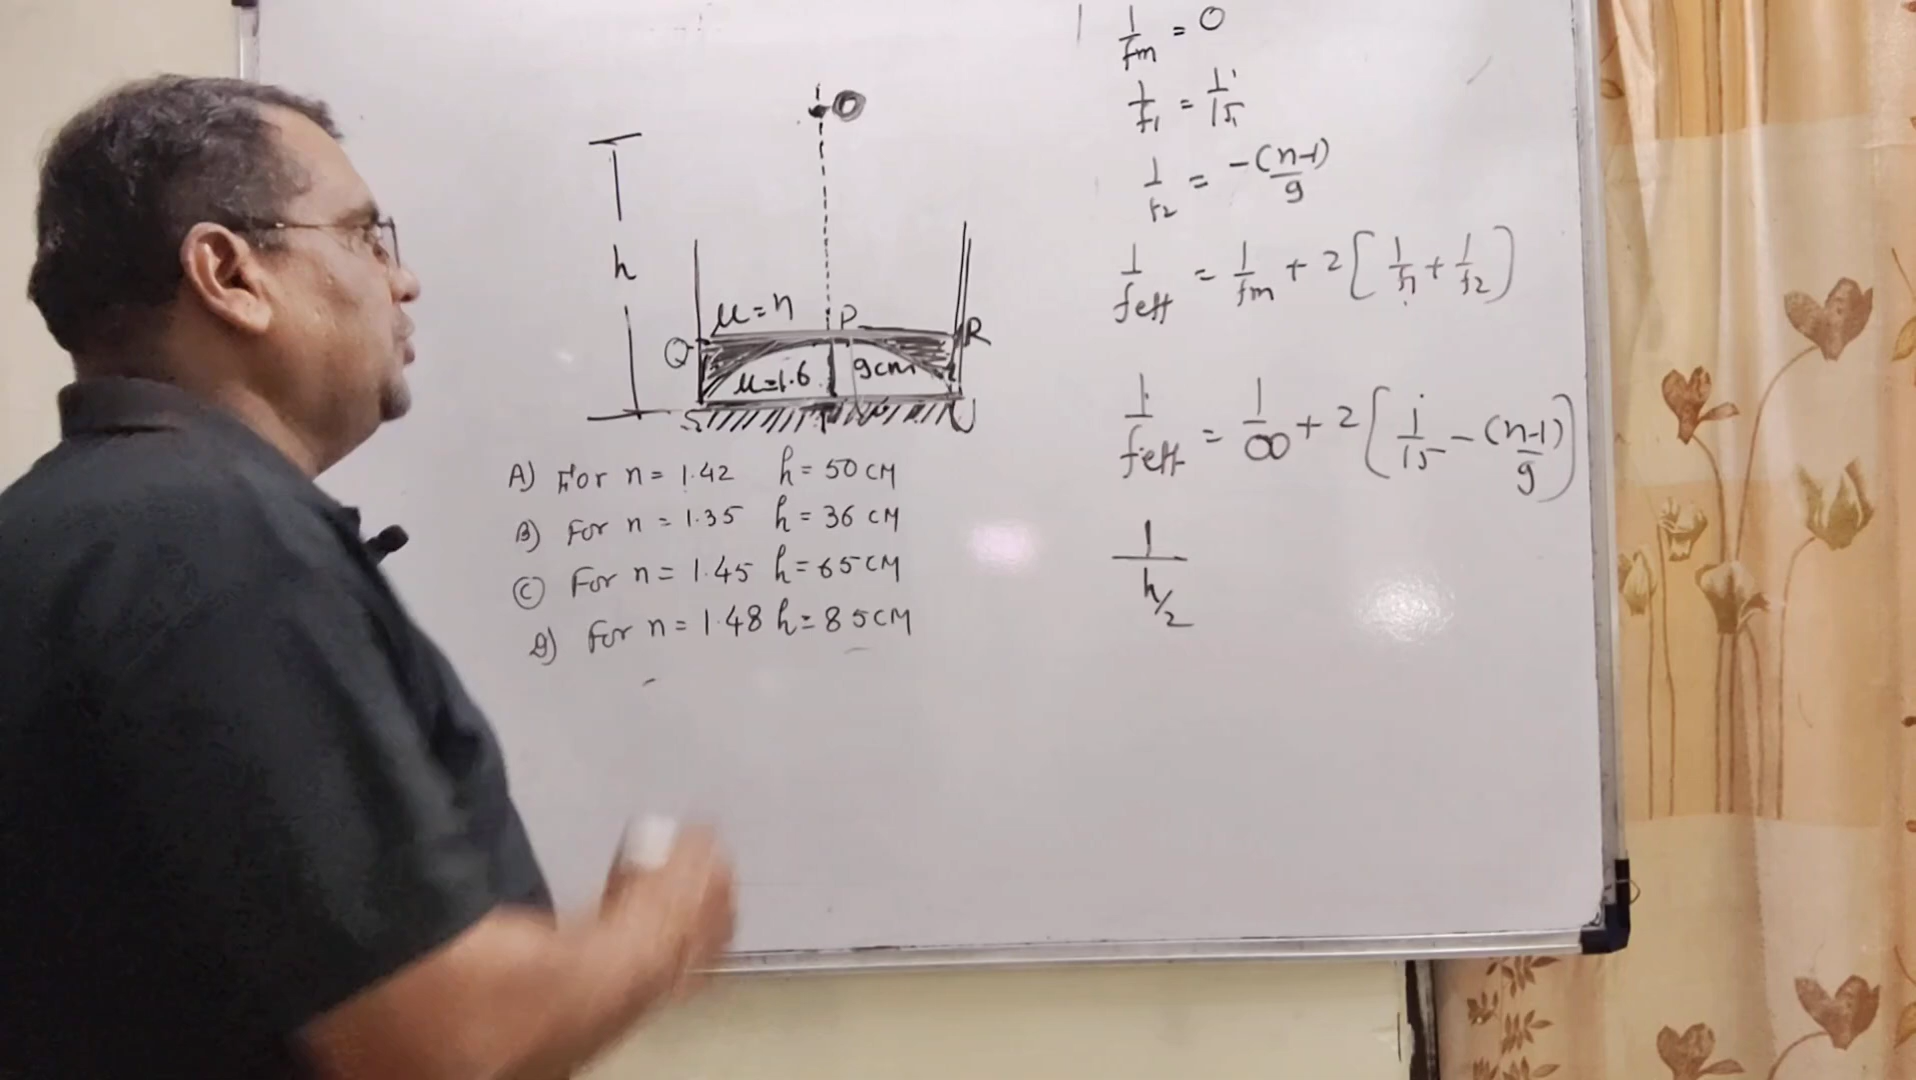 O
h
μ=n P
Q R
μ=1.6 9cm
S U
A) For n = 1.42 h = 50 CM
B) For n = 1.35 h = 36 CM
C) For n = 1.45 h = 65 CM
D) For n = 1.48 h = 85 CM
1/fm = 0
1/f1 = 1/15
1/f2 = -(n-1)/9
1/feff = 1/fm + 2[1/f1 + 1/f2]
1/feff = 1/∞ + 2[1/15 - (n-1)/9]
1/h/2